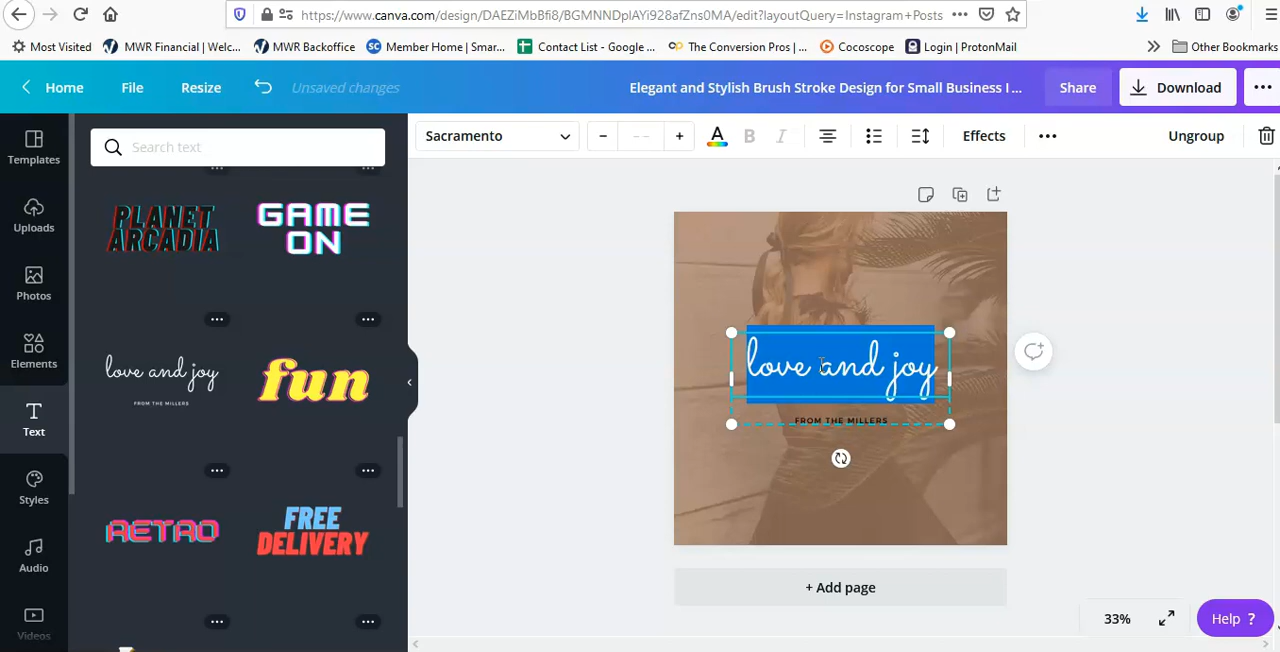 https://www.canva.com/design/DAEZiMbBfi8/BGMNNDplAYi928afZns0MA/edit?layoutQuery=Instagram+Posts
Most Visited MWR Financial | Welc... MWR Backoffice Member Home | Smar... Contact List - Google ... The Conversion Pros | ... Cocoscope Login | ProtonMail Other Bookmarks
Home File Resize Unsaved changes Elegant and Stylish Brush Stroke Design for Small Business I ... Share Download
Templates
Uploads
Photos
Elements
Text
Styles
Audio
Videos
Search text
PLANET ARCADIA
GAME ON
love and joy
FROM THE MILLERS
fun
RETRO
FREE DELIVERY
Sacramento – -- + A B I Effects Ungroup
love and joy
FROM THE MILLERS
+ Add page
33% Help ?